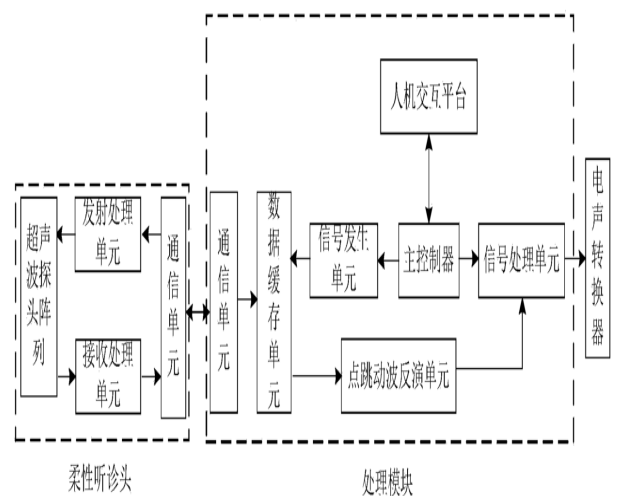 人机交互平台
超声
波探
头阵
列
发射处理
单元
接收处理
单元
通信单元
通信单元
数据缓存单元
信号发生
单元
主控制器
信号处理单元
点跳动波反演单元
电声转换器
柔性听诊头
处理模块